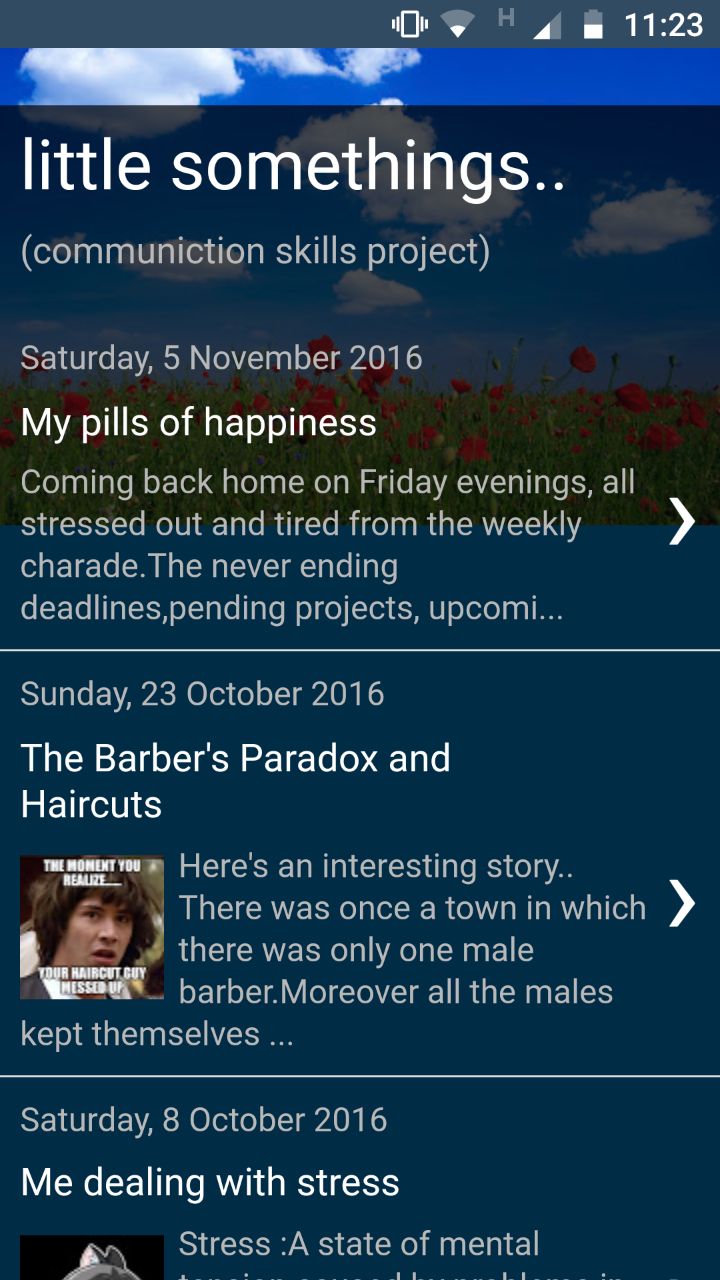 H 11:23
little somethings..
(communiction skills project)
Saturday, 5 November 2016
My pills of happiness
Coming back home on Friday evenings, all
stressed out and tired from the weekly
charade.The never ending
deadlines,pending projects, upcomi...
Sunday, 23 October 2016
The Barber's Paradox and
Haircuts
THE MOMENT YOU
REALIZE....
YOUR HAIRCUT GUY
MESSED UP
Here's an interesting story..
There was once a town in which
there was only one male
barber.Moreover all the males
kept themselves ...
Saturday, 8 October 2016
Me dealing with stress
Stress :A state of mental